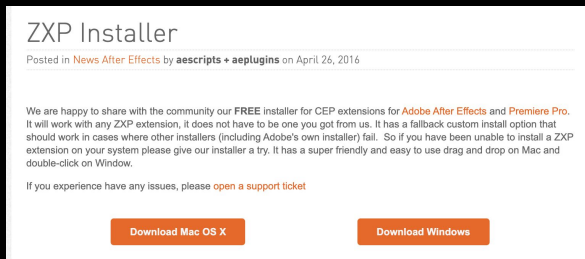 ZXP Installer
Posted in News After Effects by aescripts + aeplugins on April 26, 2016
We are happy to share with the community our FREE installer for CEP extensions for Adobe After Effects and Premiere Pro.
It will work with any ZXP extension, it does not have to be one you got from us. It has a fallback custom install option that
should work in cases where other installers (including Adobe's own installer) fail.  So if you have been unable to install a ZXP
extension on your system please give our installer a try. It has a super friendly and easy to use drag and drop on Mac and
double-click on Window.
If you experience have any issues, please open a support ticket
Download Mac OS X
Download Windows